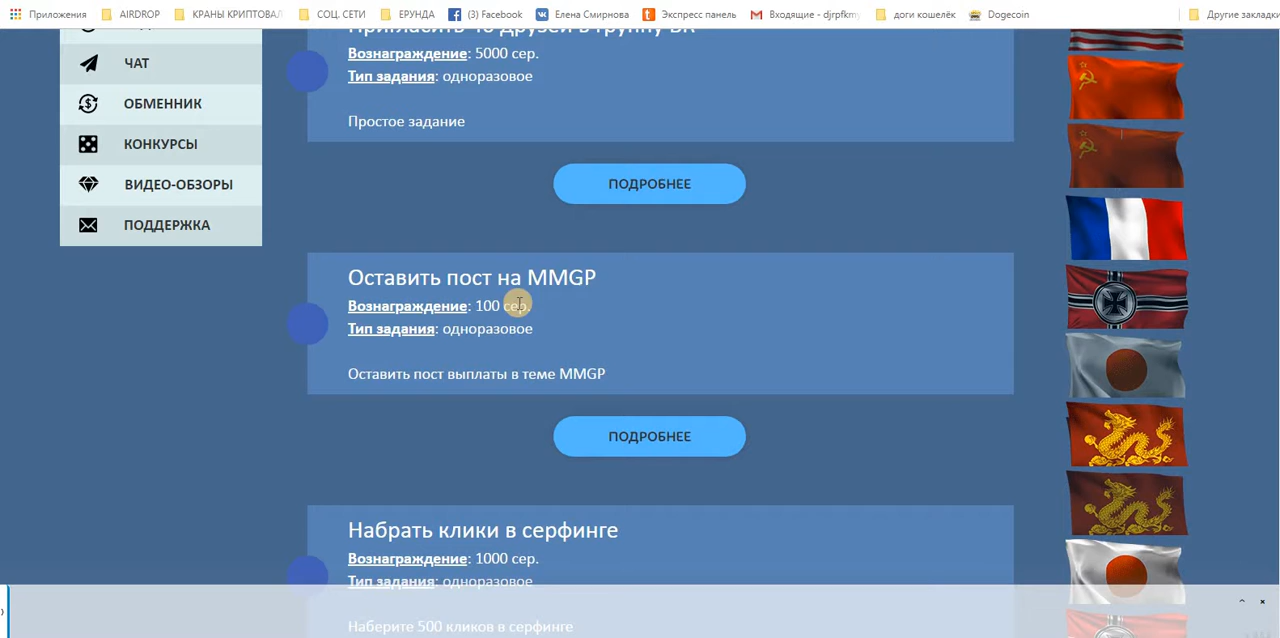 Приложения AIRDROP КРАНЫ КРИПТОВАЛ СОЦ. СЕТИ ЕРУНДА (3) Facebook Елена Смирнова Экспресс панель Входящие - djrpfkmy доги кошелёк Dogecoin Другие закладки
ЧАТ
ОБМЕННИК
КОНКУРСЫ
ВИДЕО-ОБЗОРЫ
ПОДДЕРЖКА
Вознаграждение: 5000 сер.
Тип задания: одноразовое
Простое задание
ПОДРОБНЕЕ
Оставить пост на MMGP
Вознаграждение: 100 сер.
Тип задания: одноразовое
Оставить пост выплаты в теме MMGP
ПОДРОБНЕЕ
Набрать клики в серфинге
Вознаграждение: 1000 сер.
Тип задания: одноразовое
Наберите 500 кликов в серфинге